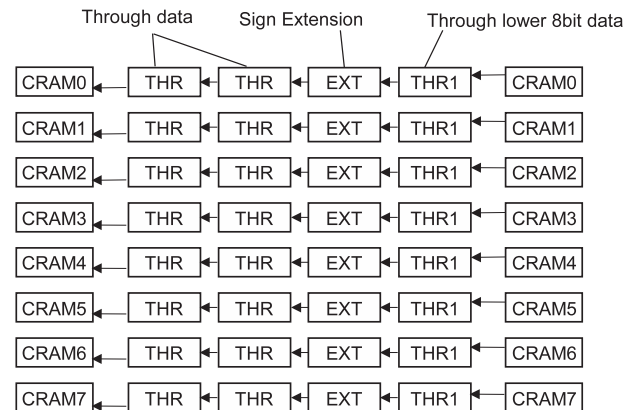 Through data Sign Extension Through lower 8bit data
CRAM0 THR THR EXT THR1 CRAM0
CRAM1 THR THR EXT THR1 CRAM1
CRAM2 THR THR EXT THR1 CRAM2
CRAM3 THR THR EXT THR1 CRAM3
CRAM4 THR THR EXT THR1 CRAM4
CRAM5 THR THR EXT THR1 CRAM5
CRAM6 THR THR EXT THR1 CRAM6
CRAM7 THR THR EXT THR1 CRAM7